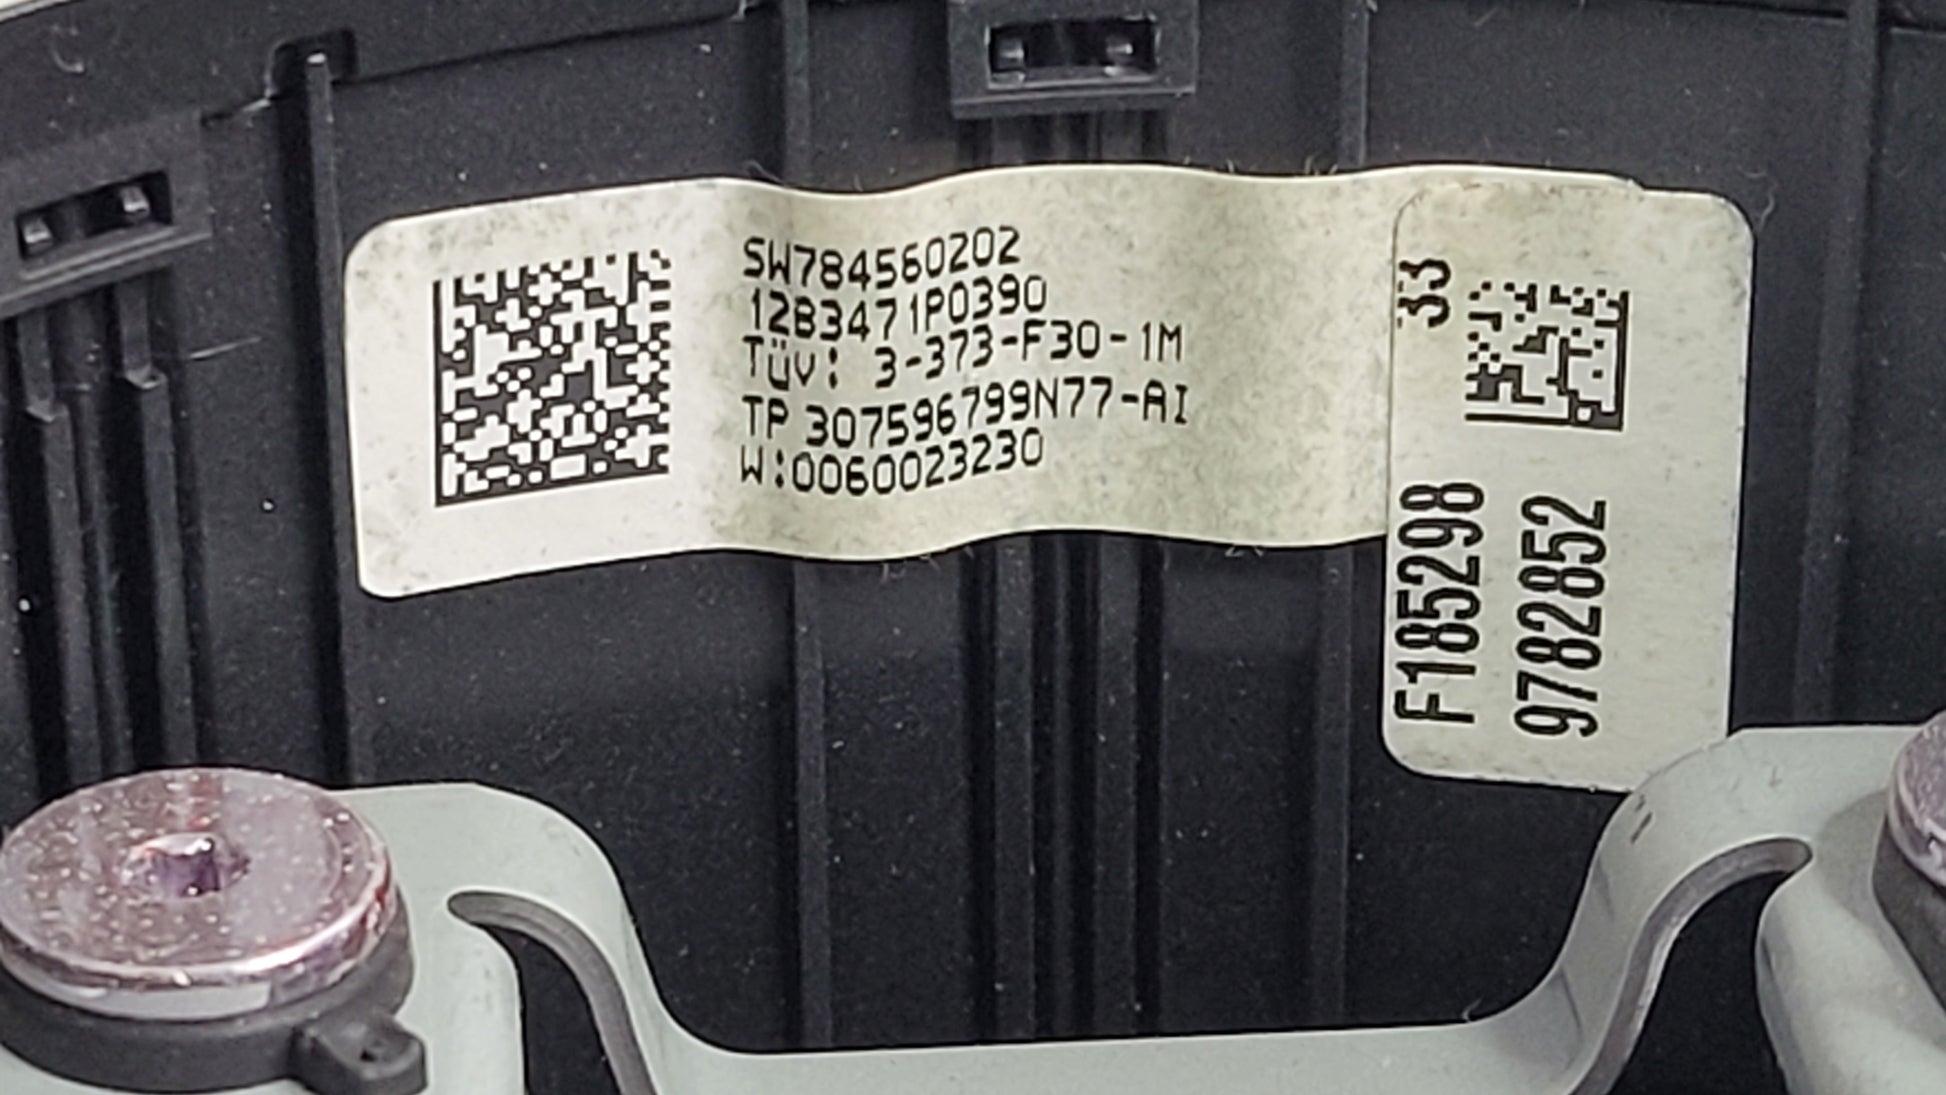 SW784560202
12B3471P0390
TÜV: 3-373-F30-1M
TP 307596799N77-AI
W:0060023230
33
F185298
9782852